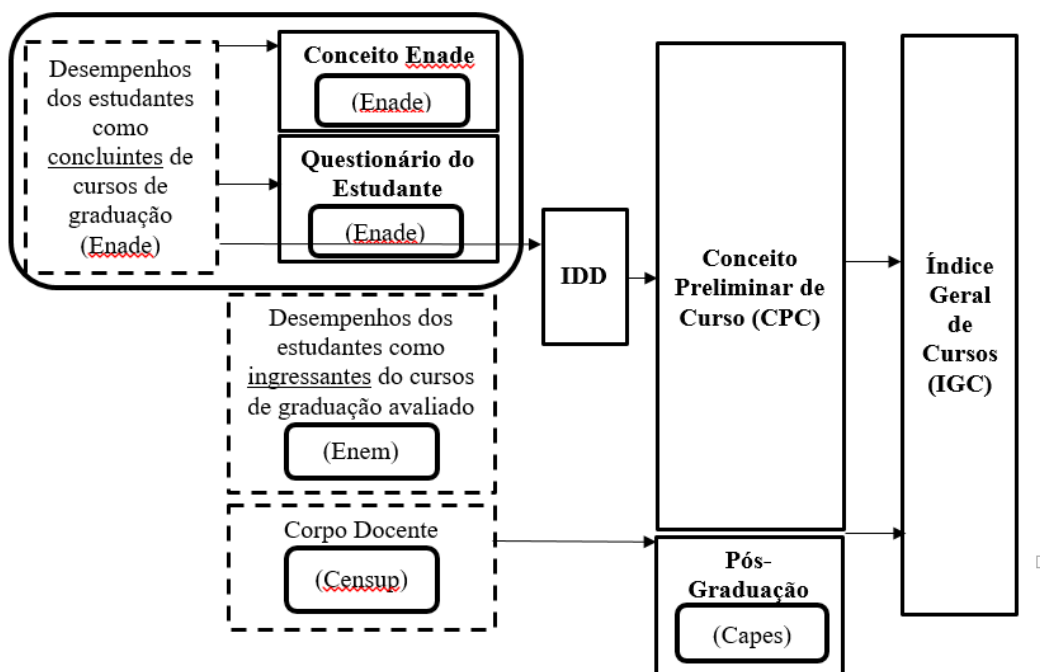 Desempenhos
dos estudantes
como
concluintes de
cursos de
graduação
(Enade)
Conceito Enade
(Enade)
Questionário do
Estudante
(Enade)
Desempenhos dos
estudantes como
ingressantes do cursos
de graduação avaliado
(Enem)
Corpo Docente
(Censup)
IDD
Conceito
Preliminar de
Curso (CPC)
Pós-
Graduação
(Capes)
Índice
Geral
de
Cursos
(IGC)